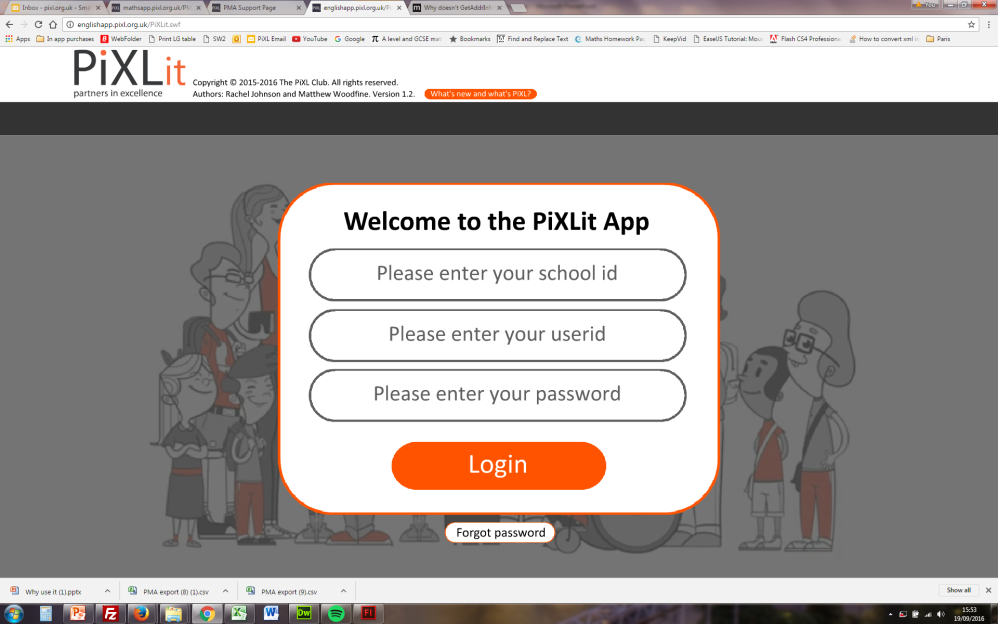 Inbox - pixl.org.uk - Sma
mathsapp.pixl.org.uk/PM
PMA Support Page
englishapp.pixl.org.uk/Pi
Why doesn't GetAddrInfo
englishapp.pixl.org.uk/PiXLit.swf
Apps In app purchases WebFolder Print LG table SW2 PiXL Email YouTube Google A level and GCSE mat Bookmarks Find and Replace Text Maths Homework Pac KeepVid EaseUS Tutorial: Mou Flash CS4 Professiona How to convert xml i Paris
PiXLit
partners in excellence
Copyright © 2015-2016 The PiXL Club. All rights reserved.
Authors: Rachel Johnson and Matthew Woodfine. Version 1.2.
What's new and what's PiXL?
Welcome to the PiXLit App
Please enter your school id
Please enter your userid
Please enter your password
Login
Forgot password
Why use it (1).pptx
PMA export (8) (1).csv
PMA export (9).csv
Show all
15:53
19/09/2016